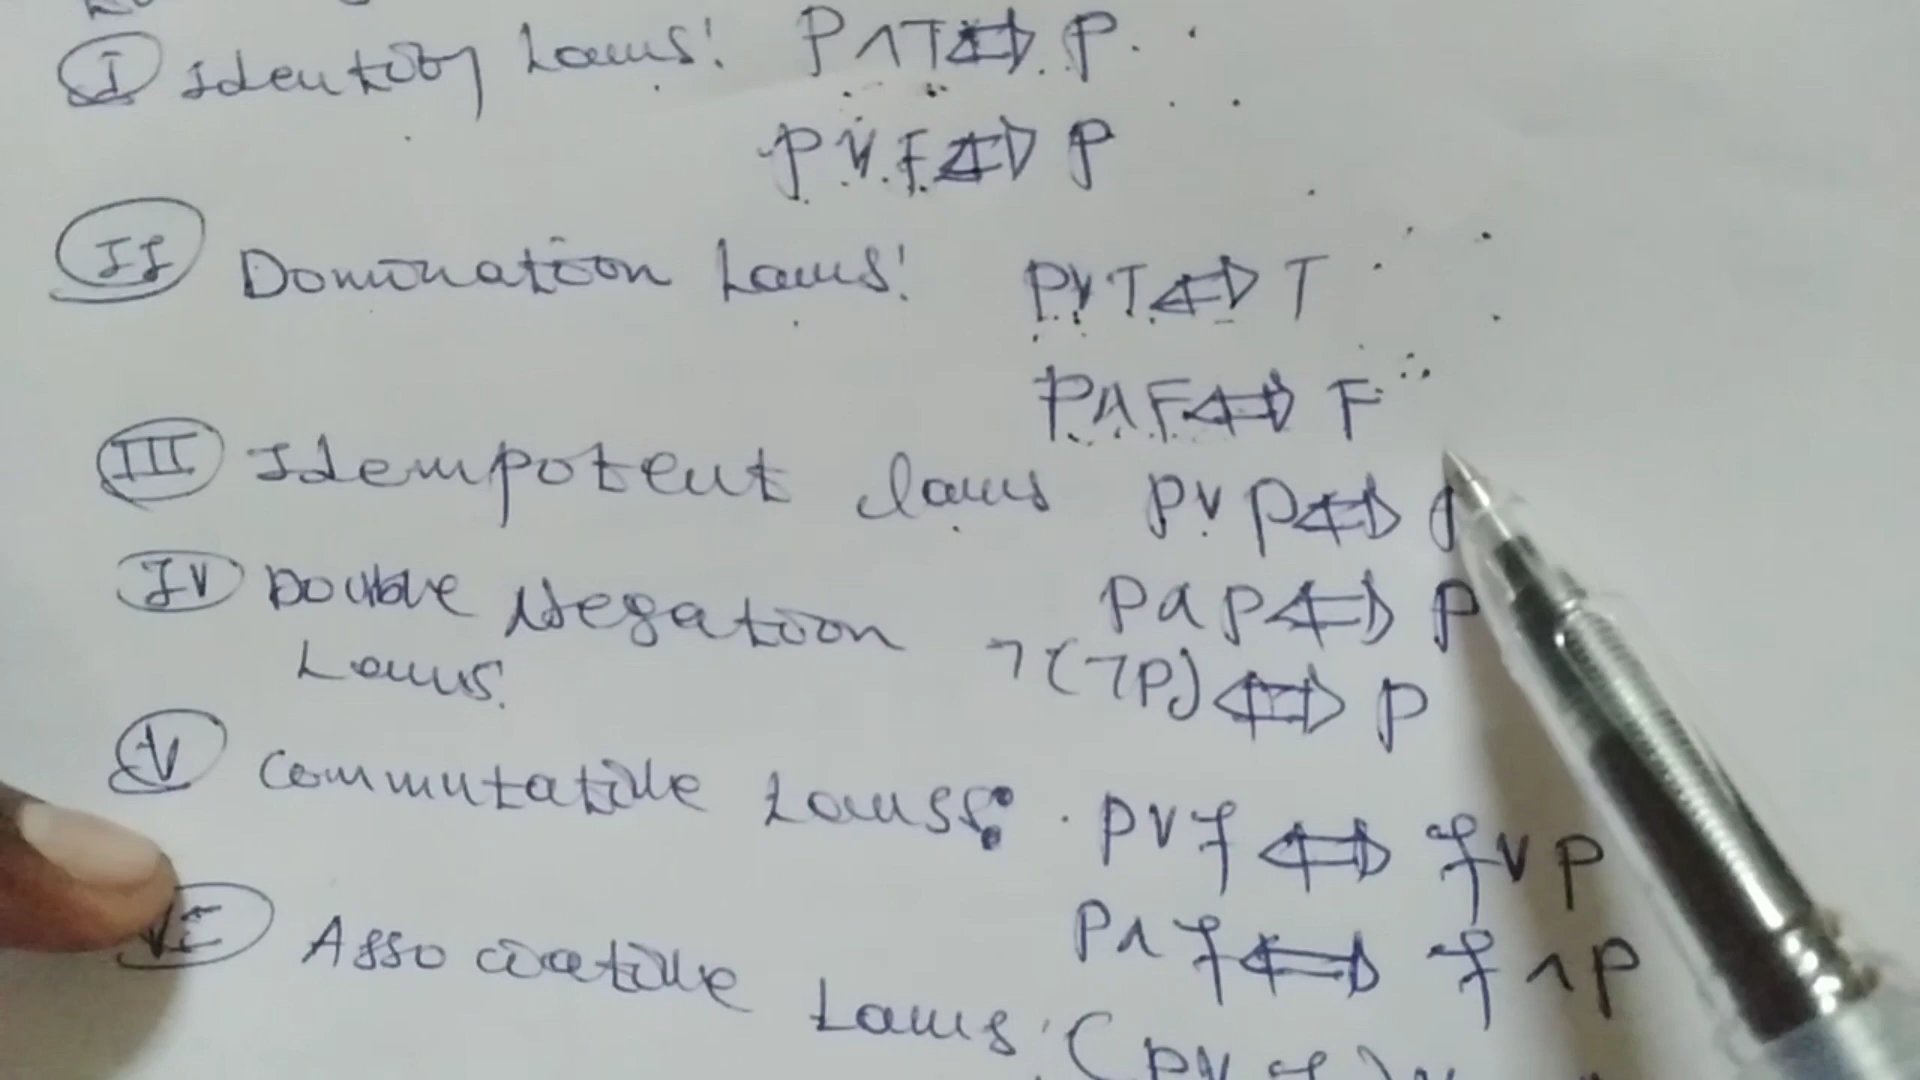 I Identity Laws: P ∧ T ⇔ P.
P ∨ F ⇔ P
II Domination Laws: P ∨ T ⇔ T
P ∧ F ⇔ F
III Idempotent laws P ∨ P ⇔ P
IV Double Negation P ∧ P ⇔ P
Laws. ¬(¬P) ⇔ P
V Commutative Laws: P ∨ q ⇔ q ∨ P
P ∧ q ⇔ q ∧ P
VI Associative Laws: (P ∨ q) ∨